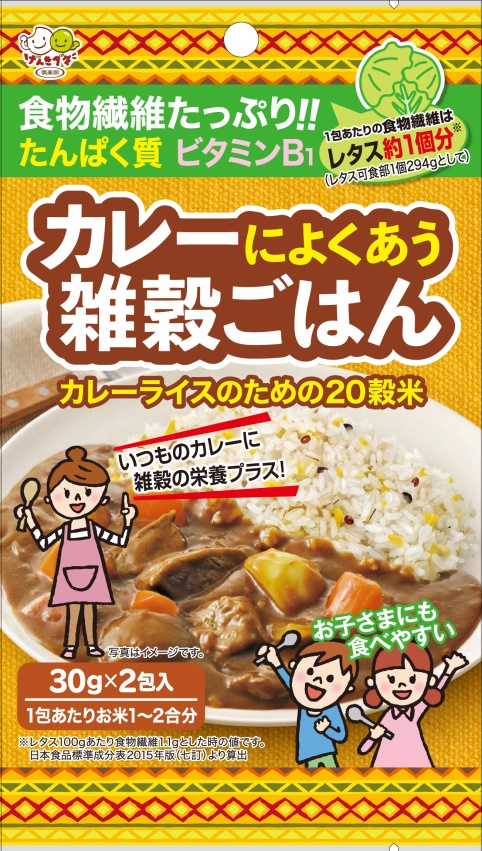 げんきタネ
倶楽部
食物繊維たっぷり!!
たんぱく質 ビタミンB1
1包あたりの食物繊維は
レタス約1個分※
(レタス可食部1個294gとして)
カレーによくあう
雑穀ごはん
カレーライスのための20穀米
いつものカレーに
雑穀の栄養プラス!
お子さまにも
食べやすい
写真はイメージです。
30g×2包入
1包あたりお米1〜2合分
※レタス100gあたり食物繊維1.1gとした時の値です。
日本食品標準成分表2015年版(七訂)より算出